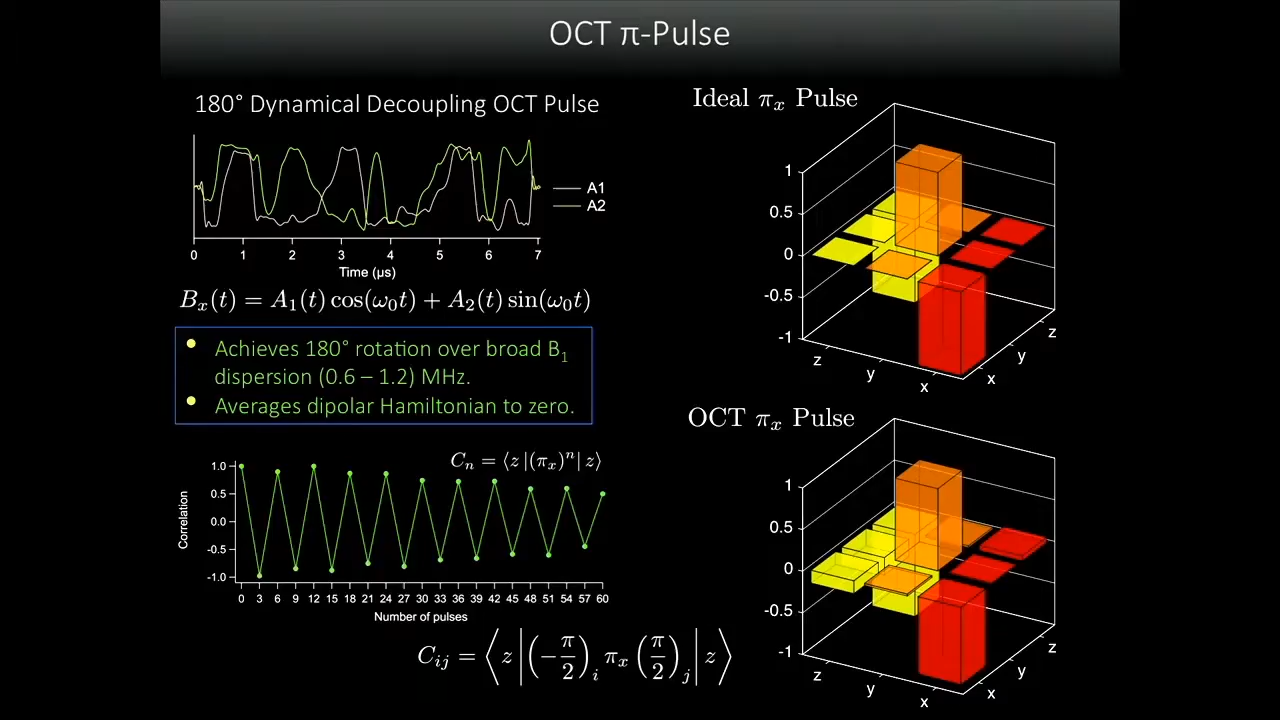 OCT π-Pulse
180° Dynamical Decoupling OCT Pulse
A1
A2
0 1 2 3 4 5 6 7
Time (µs)
B_x(t) = A_1(t) cos(ω_0t) + A_2(t) sin(ω_0t)
• Achieves 180° rotation over broad B_1
dispersion (0.6 – 1.2) MHz.
• Averages dipolar Hamiltonian to zero.
C_n = ⟨z |(π_x)^n| z⟩
Correlation
1.0
0.5
0.0
-0.5
-1.0
0 3 6 9 12 15 18 21 24 27 30 33 36 39 42 45 48 51 54 57 60
Number of pulses
C_ij = ⟨z|(−π/2)_i π_x (π/2)_j|z⟩
Ideal π_x Pulse
1
0.5
0
-0.5
-1
z y x
x y z
OCT π_x Pulse
1
0.5
0
-0.5
-1
z y x
x y z